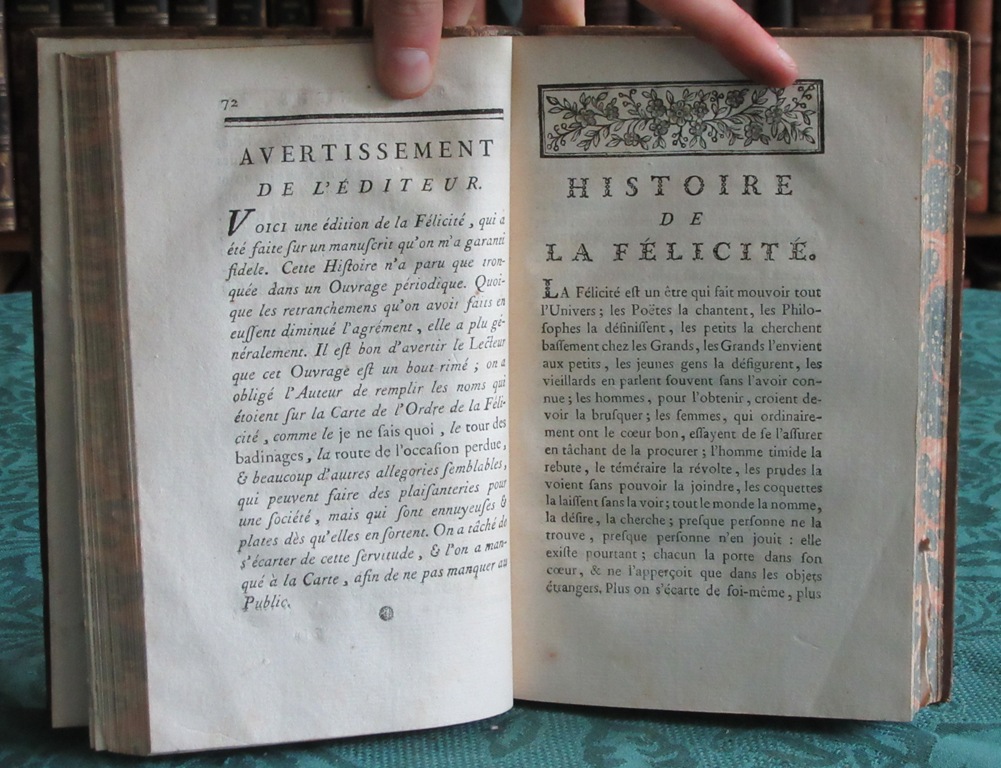 72
AVERTISSEMENT
DE L'ÉDITEUR.
VOICI une édition de la Félicité, qui a
été faite ſur un manuſcrit qu'on m'a garanti
fidele. Cette Hiſtoire n'a paru que tron-
quée dans un Ouvrage périodique. Quoi-
que les retranchemens qu'on avoit faits en
euſſent diminué l'agrément, elle a plu gé-
néralement. Il eſt bon d'avertir le Lecteur
que cet Ouvrage eſt un bout-rimé ; on a
obligé l'Auteur de remplir les noms qui
étoient ſur la Carte de l'Ordre de la Féli-
cité, comme le je ne ſais quoi, le tour des
badinages, la route de l'occaſion perdue,
& beaucoup d'autres allegories ſemblables,
qui peuvent faire des plaiſanteries pour
une ſociété, mais qui ſont ennuyeuſes &
plates dès qu'elles en ſortent. On a tâché de
s'écarter de cette ſervitude, & l'on a man-
qué à la Carte, afin de ne pas manquer au
Public.
HISTOIRE
DE
LA FÉLICITÉ.
LA Félicité eſt un être qui fait mouvoir tout
l'Univers ; les Poëtes la chantent, les Philo-
ſophes la définiſſent, les petits la cherchent
baſſement chez les Grands, les Grands l'envient
aux petits, les jeunes gens la défigurent, les
vieillards en parlent ſouvent ſans l'avoir con-
nue ; les hommes, pour l'obtenir, croient de-
voir la bruſquer ; les femmes, qui ordinaire-
ment ont le cœur bon, eſſayent de ſe l'aſſurer
en tâchant de la procurer ; l'homme timide la
rebute, le téméraire la révolte, les prudes la
voient ſans pouvoir la joindre, les coquettes
la laiſſent ſans la voir ; tout le monde la nomme,
la déſire, la cherche ; preſque perſonne ne la
trouve, preſque perſonne n'en jouit : elle
exiſte pourtant ; chacun la porte dans ſon
cœur, & ne l'apperçoit que dans les objets
étrangers. Plus on s'écarte de ſoi-même, plus